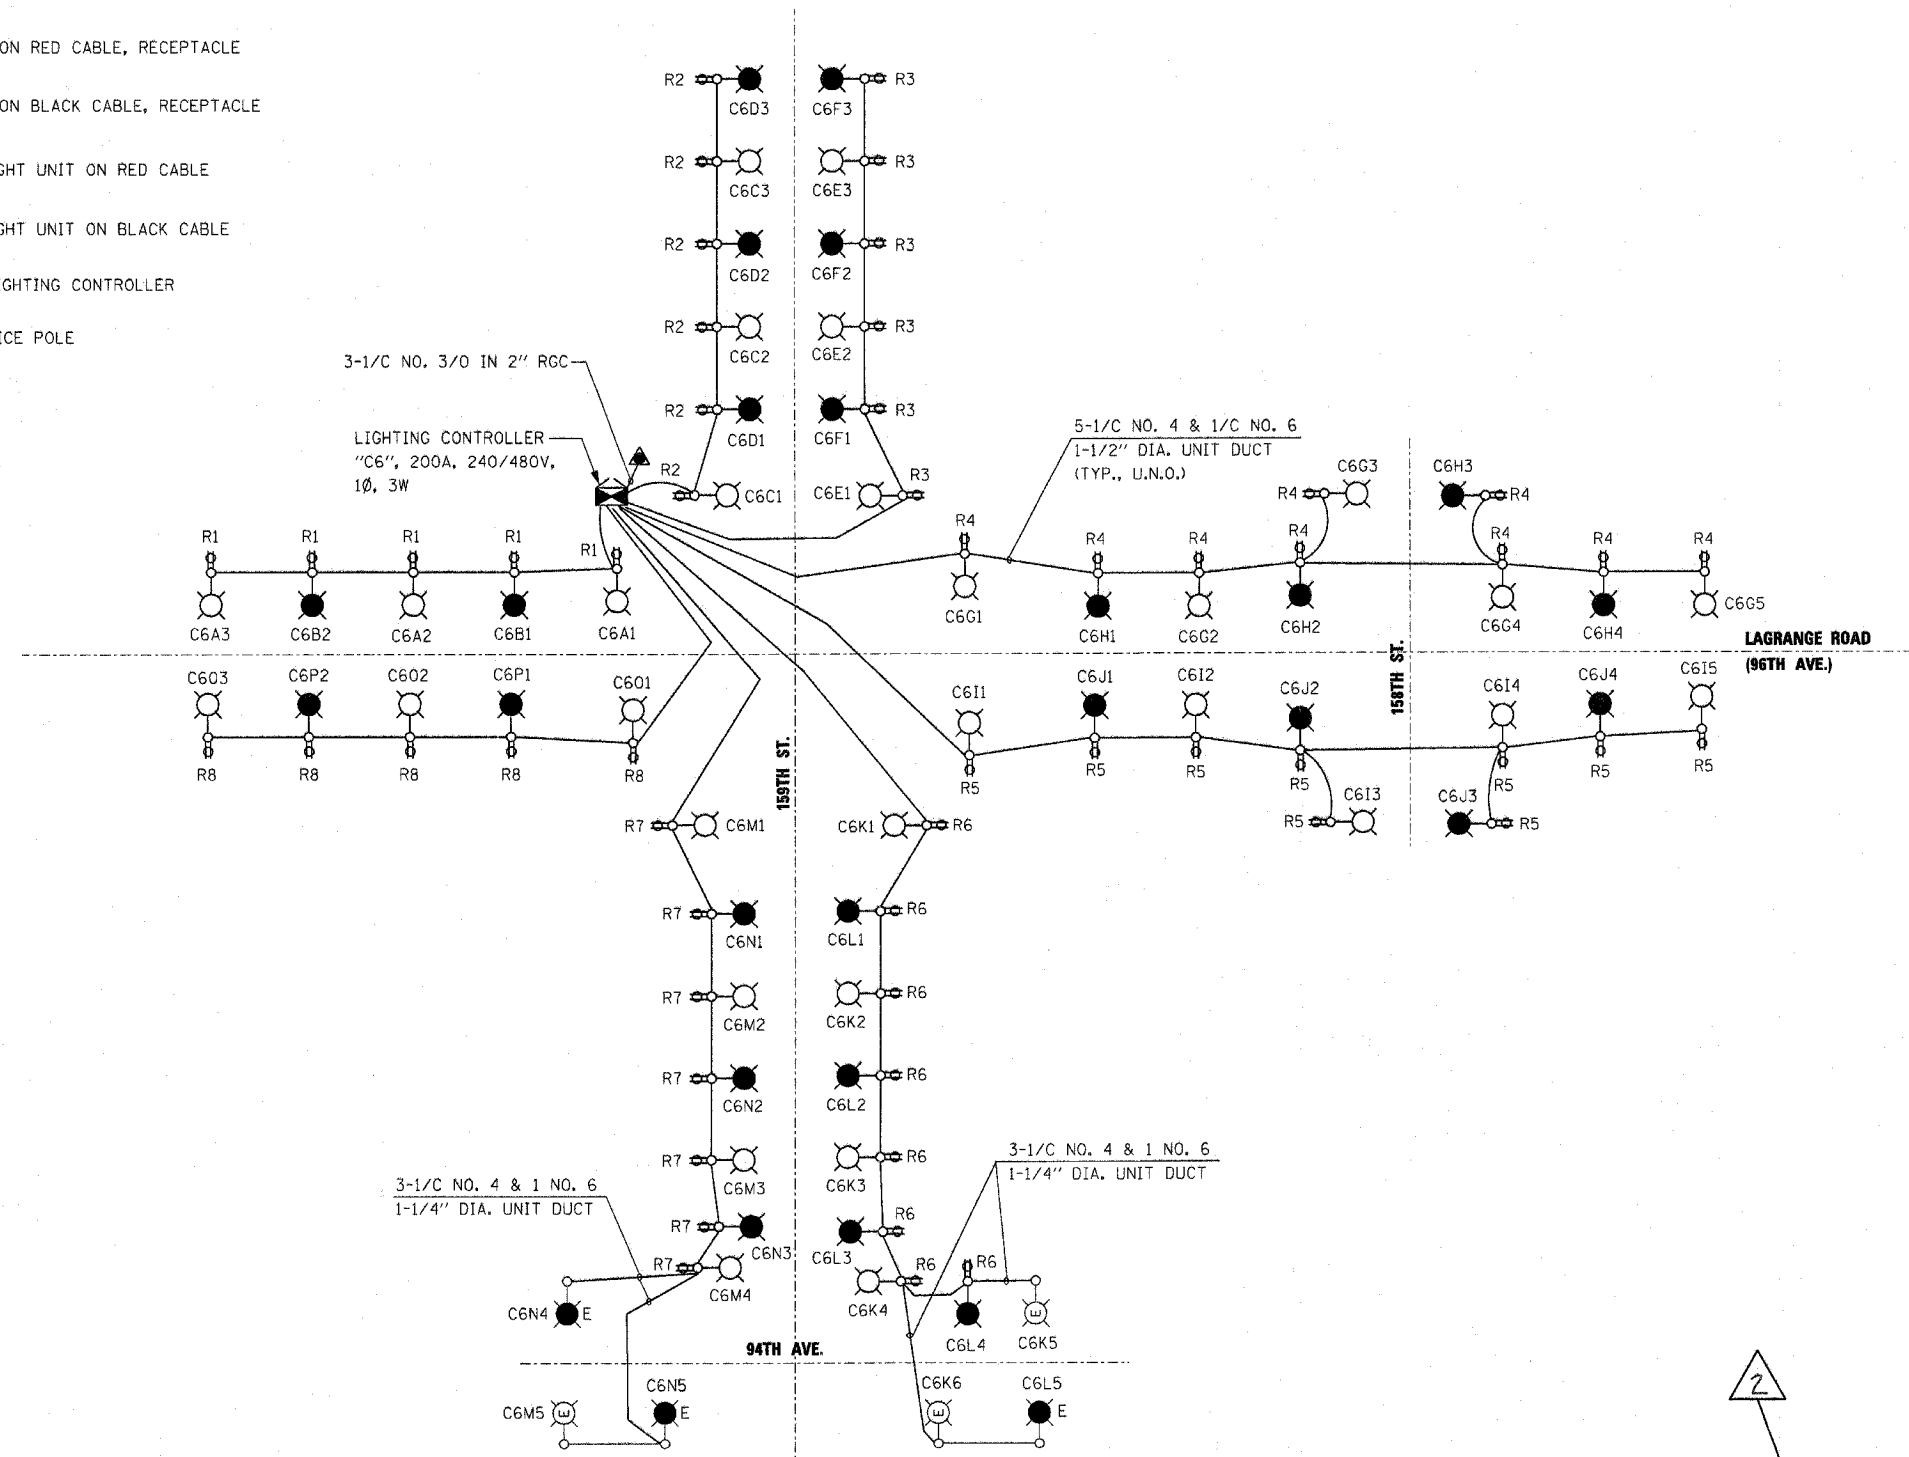 ON RED CABLE, RECEPTACLE
ON BLACK CABLE, RECEPTACLE
GHT UNIT ON RED CABLE
GHT UNIT ON BLACK CABLE
IGHTING CONTROLLER
ICE POLE
R2 C6D3 C6F3 R3
R2 C6C3 C6E3 R3
R2 C6D2 C6F2 R3
R2 C6C2 C6E2 R3
R2 C6D1 C6F1 R3
3-1/C NO. 3/0 IN 2" RGC
LIGHTING CONTROLLER
"C6", 200A, 240/480V,
1Ø, 3W
R2 C6C1 C6E1 R3
5-1/C NO. 4 & 1/C NO. 6
1-1/2" DIA. UNIT DUCT
(TYP., U.N.O.)
R4 C6G3 C6H3 R4
R1 R1 R1 R1 R1 R4 R4 R4 R4 R4 R4 R4
C6A3 C6B2 C6A2 C6B1 C6A1 C6G1 C6H1 C6G2 C6H2 C6G4 C6H4 C6G5
LAGRANGE ROAD
(96TH AVE.)
158TH ST.
159TH ST.
C6O3 C6P2 C6O2 C6P1 C6O1 C6I1 C6J1 C6I2 C6J2 C6I4 C6J4 C6I5
R8 R8 R8 R8 R8 R5 R5 R5 R5 R5 R5 R5
R5 C6I3 C6J3 R5
R7 C6M1 C6K1 R6
R7 C6N1 C6L1 R6
R7 C6M2 C6K2 R6
R7 C6N2 C6L2 R6
R7 C6M3 C6K3 R6
3-1/C NO. 4 & 1 NO. 6
1-1/4" DIA. UNIT DUCT
3-1/C NO. 4 & 1 NO. 6
1-1/4" DIA. UNIT DUCT
R7 C6N3 C6L3 R6
R7 C6M4 C6K4 R6 R6
C6N4 E C6L4 E C6K5
94TH AVE.
C6M5 E C6N5 E C6K6 E C6L5 E
2